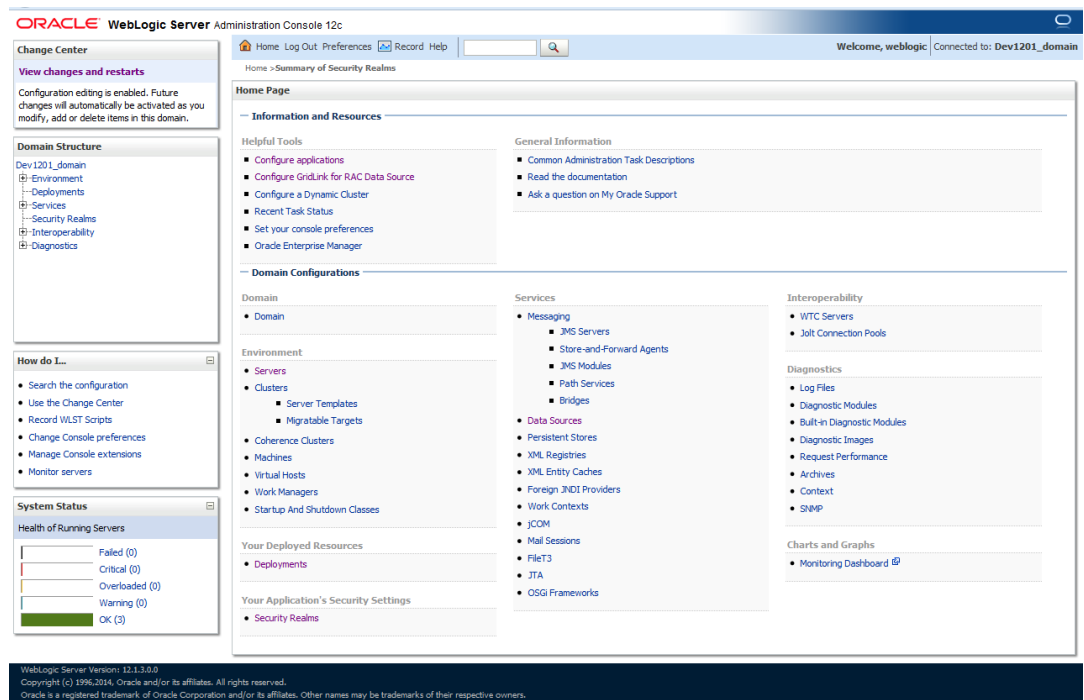 ORACLE WebLogic Server Administration Console 12c
Change Center
View changes and restarts
Configuration editing is enabled. Future
changes will automatically be activated as you
modify, add or delete items in this domain.
Domain Structure
Dev1201_domain
Environment
Deployments
Services
Security Realms
Interoperability
Diagnostics
How do I...
Search the configuration
Use the Change Center
Record WLST Scripts
Change Console preferences
Manage Console extensions
Monitor servers
System Status
Health of Running Servers
Failed (0)
Critical (0)
Overloaded (0)
Warning (0)
OK (3)
Home Log Out Preferences Record Help
Welcome, weblogic Connected to: Dev1201_domain
Home >Summary of Security Realms
Home Page
Information and Resources
Helpful Tools
Configure applications
Configure GridLink for RAC Data Source
Configure a Dynamic Cluster
Recent Task Status
Set your console preferences
Oracle Enterprise Manager
General Information
Common Administration Task Descriptions
Read the documentation
Ask a question on My Oracle Support
Domain Configurations
Domain
Domain
Environment
Servers
Clusters
Server Templates
Migratable Targets
Coherence Clusters
Machines
Virtual Hosts
Work Managers
Startup And Shutdown Classes
Your Deployed Resources
Deployments
Your Application's Security Settings
Security Realms
Services
Messaging
JMS Servers
Store-and-Forward Agents
JMS Modules
Path Services
Bridges
Data Sources
Persistent Stores
XML Registries
XML Entity Caches
Foreign JNDI Providers
Work Contexts
jCOM
Mail Sessions
FileT3
JTA
OSGi Frameworks
Interoperability
WTC Servers
Jolt Connection Pools
Diagnostics
Log Files
Diagnostic Modules
Built-in Diagnostic Modules
Diagnostic Images
Request Performance
Archives
Context
SNMP
Charts and Graphs
Monitoring Dashboard
WebLogic Server Version: 12.1.3.0.0
Copyright (c) 1996,2014, Oracle and/or its affiliates. All rights reserved.
Oracle is a registered trademark of Oracle Corporation and/or its affiliates. Other names may be trademarks of their respective owners.